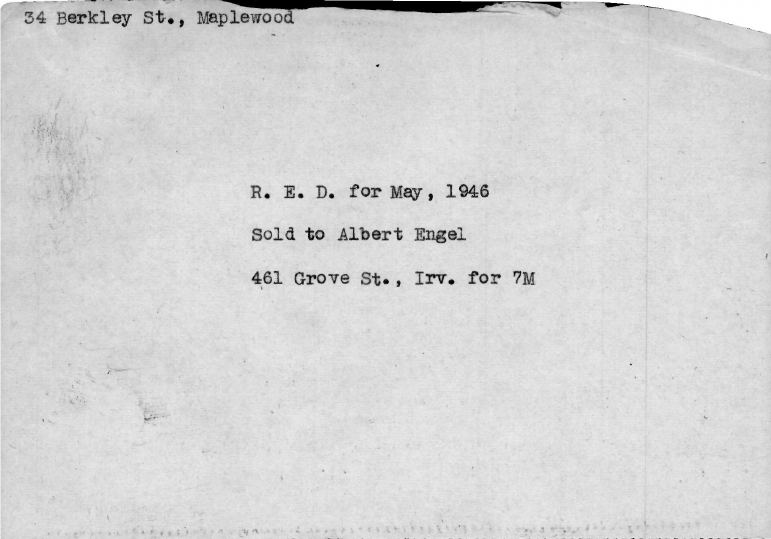 34 Berkley St., Maplewood
R. E. D. for May, 1946
Sold to Albert Engel
461 Grove St., Irv. for 7M